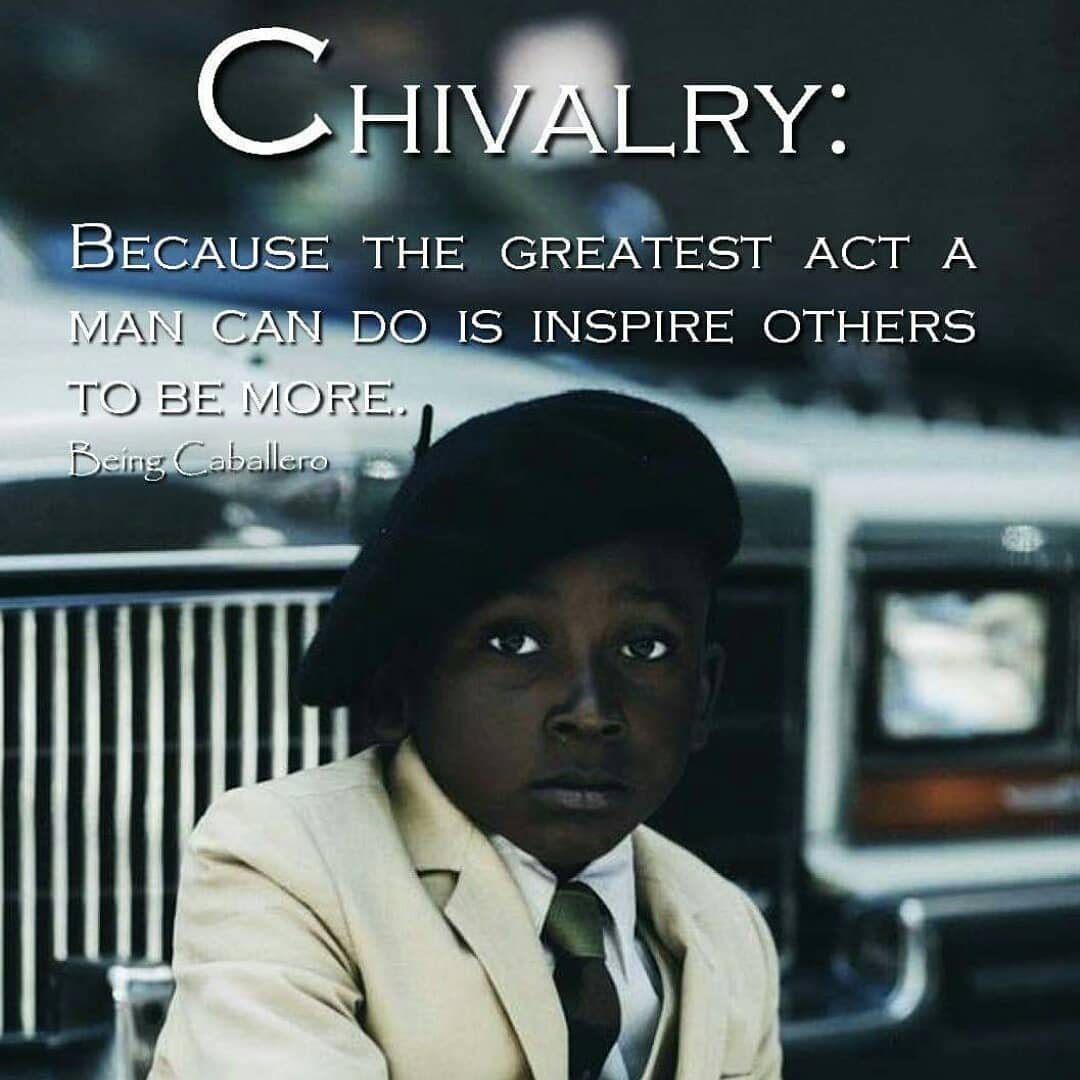 CHIVALRY:
BECAUSE THE GREATEST ACT A
MAN CAN DO IS INSPIRE OTHERS
TO BE MORE.
Being Caballero